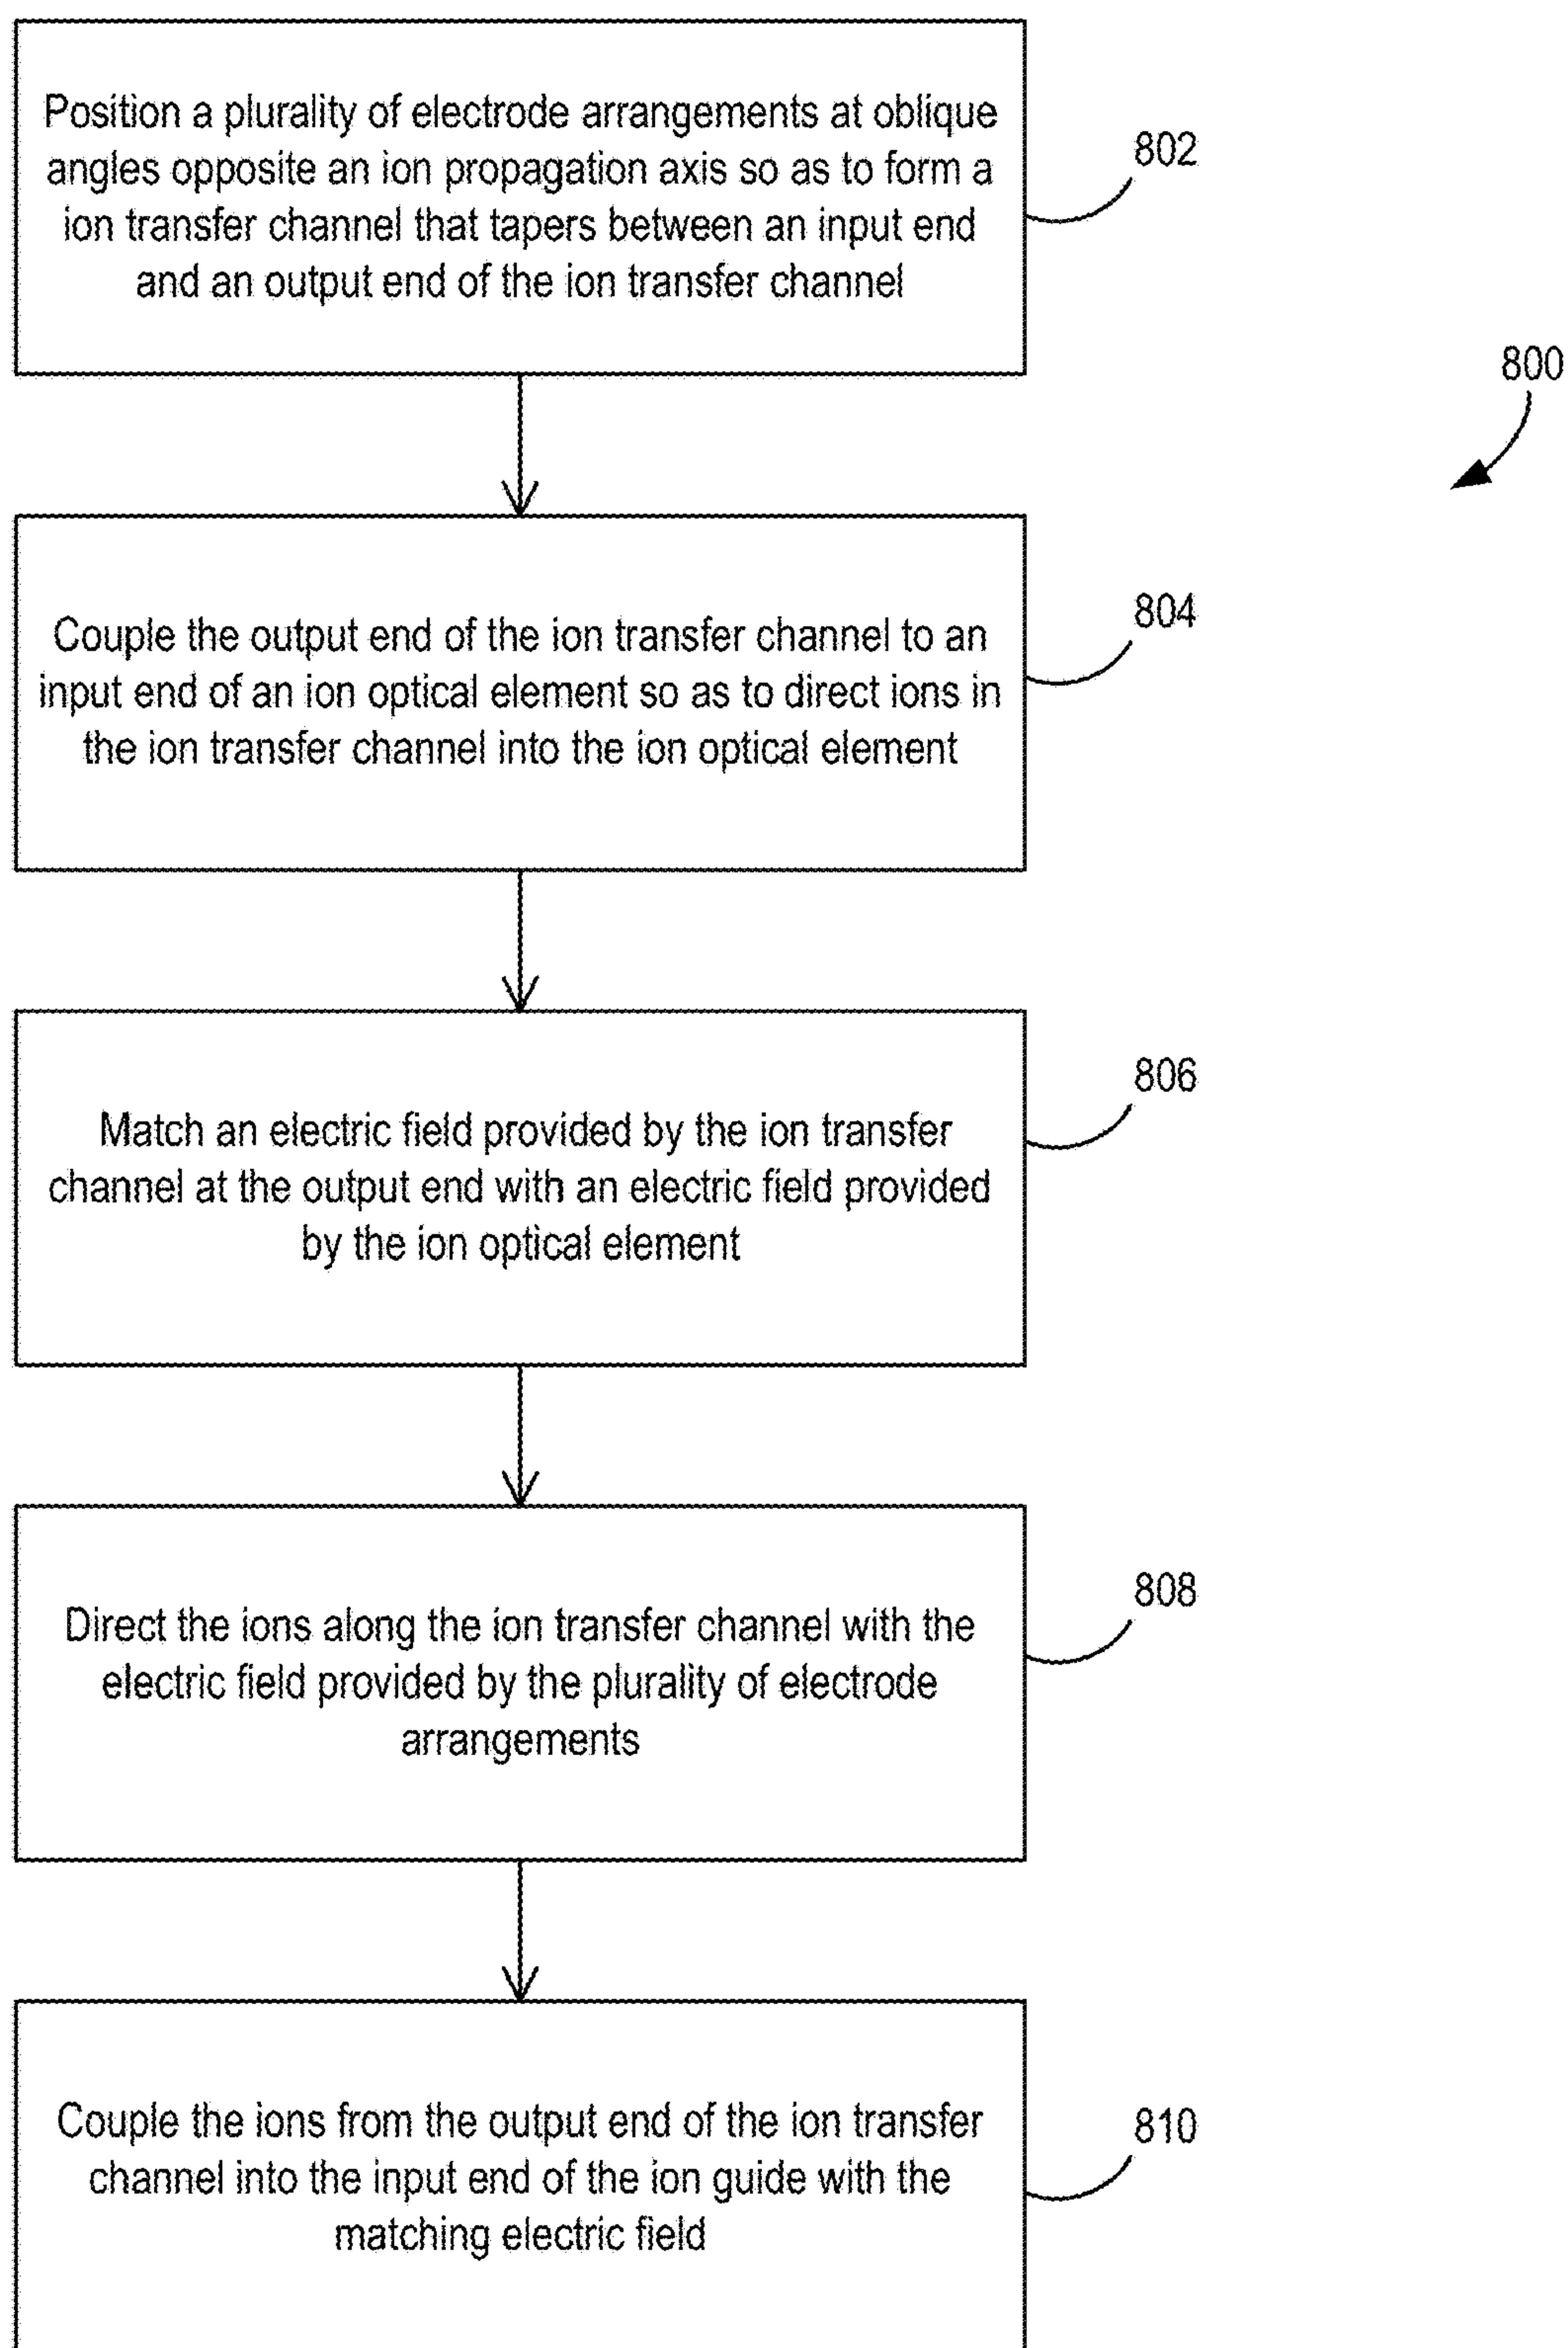 Position a plurality of electrode arrangements at oblique
angles opposite an ion propagation axis so as to form a
ion transfer channel that tapers between an input end
and an output end of the ion transfer channel
802
800
Couple the output end of the ion transfer channel to an
input end of an ion optical element so as to direct ions in
the ion transfer channel into the ion optical element
804
Match an electric field provided by the ion transfer
channel at the output end with an electric field provided
by the ion optical element
806
Direct the ions along the ion transfer channel with the
electric field provided by the plurality of electrode
arrangements
808
Couple the ions from the output end of the ion transfer
channel into the input end of the ion guide with the
matching electric field
810